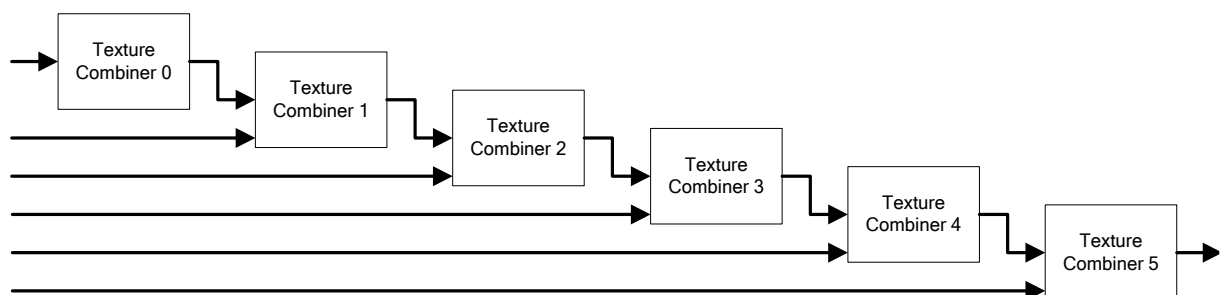 Texture
Combiner 0
Texture
Combiner 1
Texture
Combiner 2
Texture
Combiner 3
Texture
Combiner 4
Texture
Combiner 5